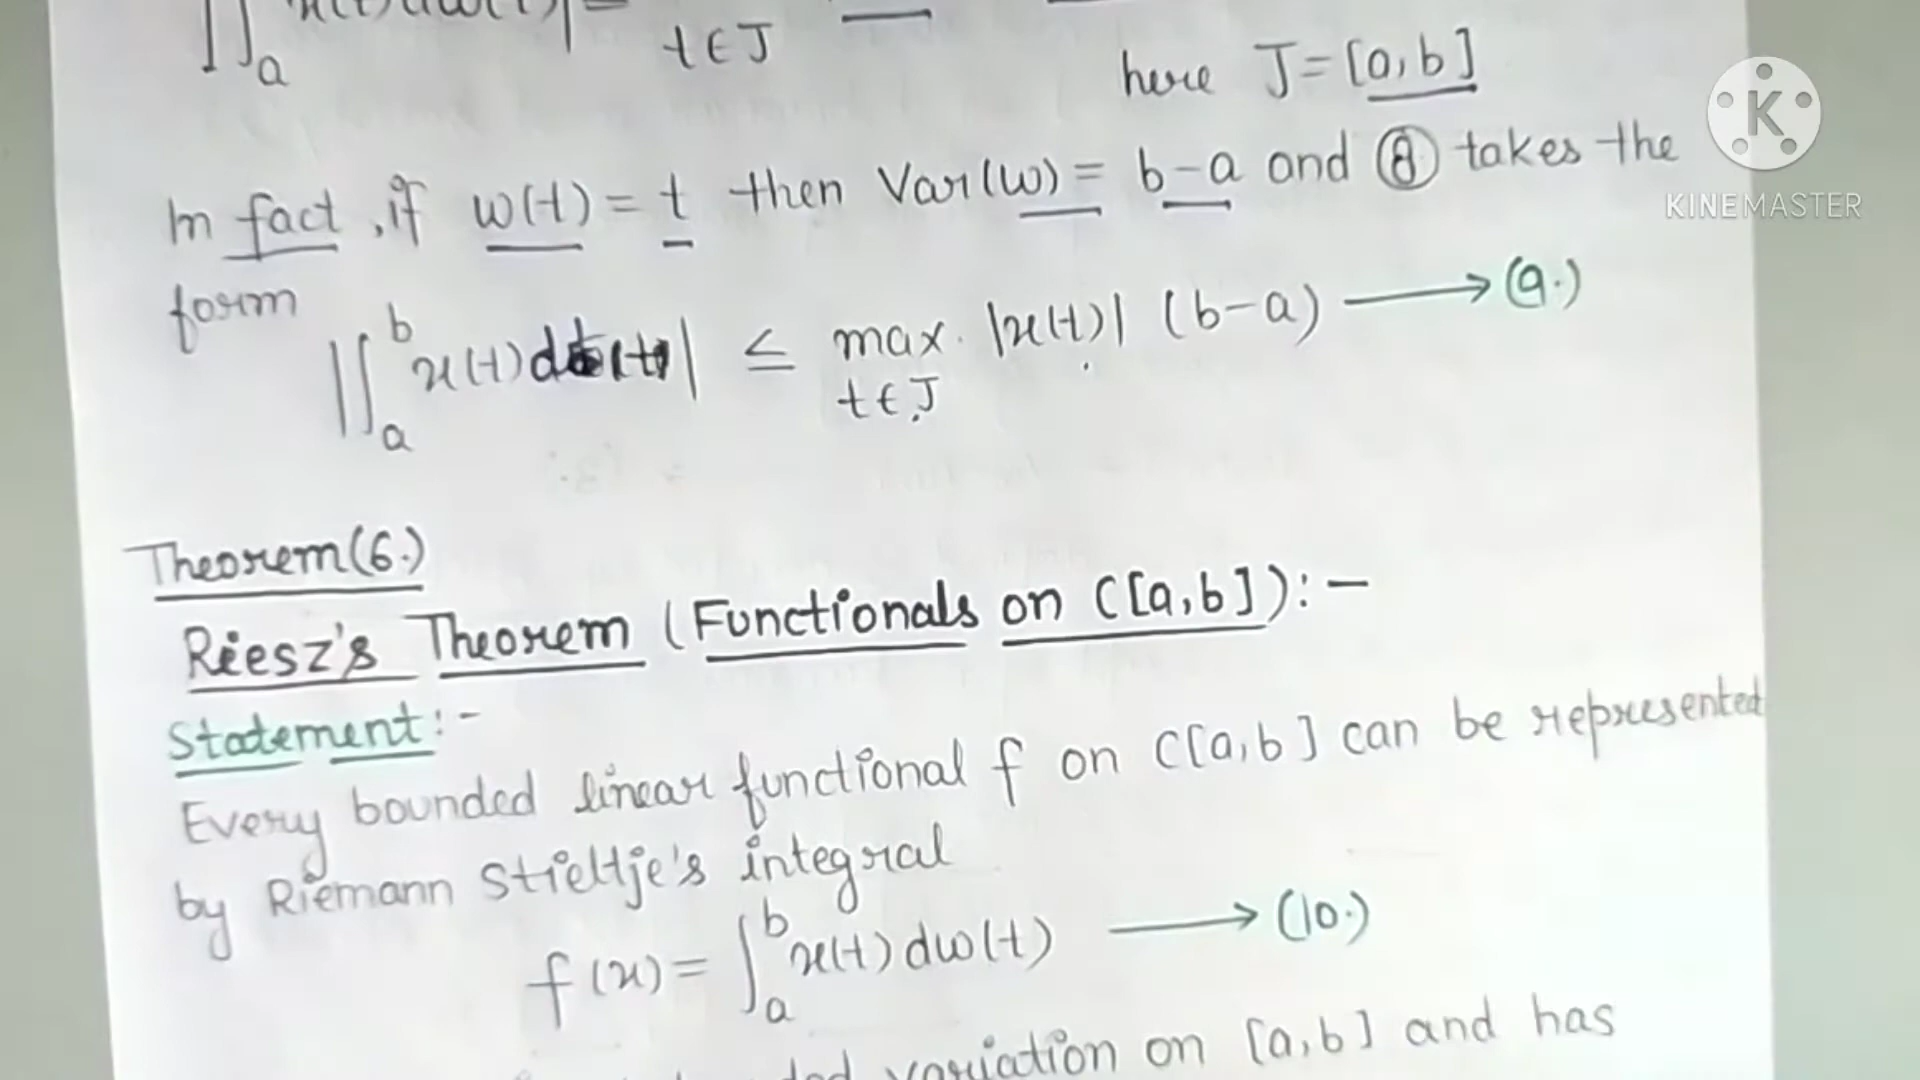 a t∈J
here J=[a,b]
In fact, if w(t) = t then Var(w) = b-a and ⑧ takes the
form
|∫ₐᵇ x(t)dt| ≤ max. |x(t)| (b-a) ⟶ (9.)
t∈J
Theorem(6.)
Riesz's Theorem (Functionals on C[a,b]):-
Statement:-
Every bounded linear functional f on C[a,b] can be represented
by Riemann Stieltje's integral
f(x) = ∫ₐᵇ x(t) dw(t) ⟶ (10.)
variation on [a,b] and has
KINEMASTER